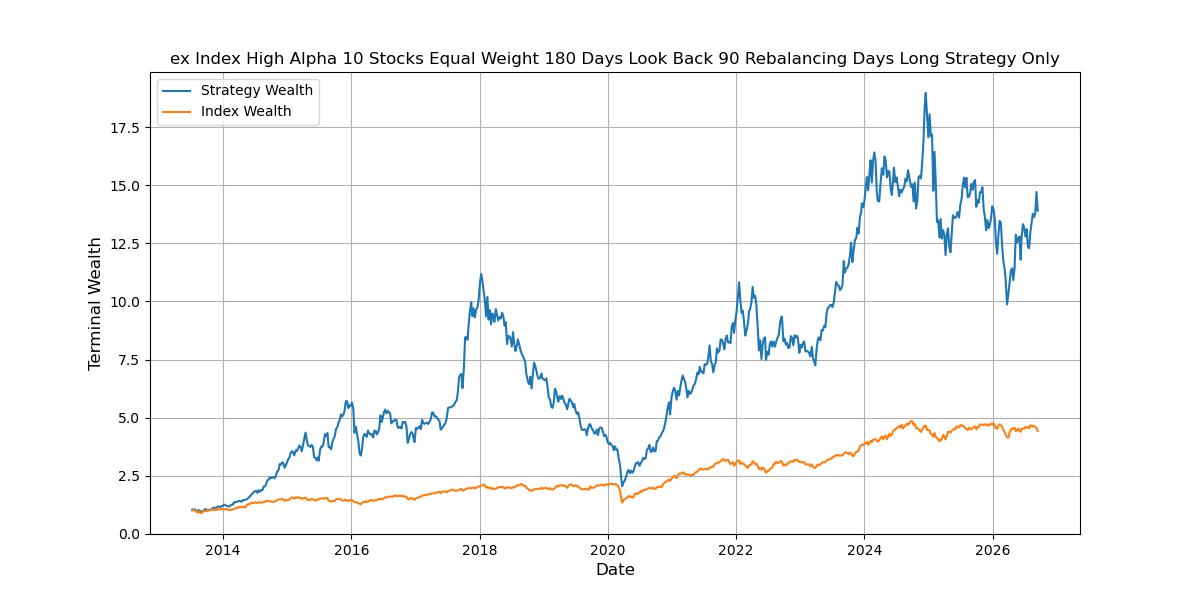 ex Index High Alpha 10 Stocks Equal Weight 180 Days Look Back 90 Rebalancing Days Long Strategy Only
Strategy Wealth
Index Wealth
Terminal Wealth
17.5
15.0
12.5
10.0
7.5
5.0
2.5
0.0
2014 2016 2018 2020 2022 2024 2026
Date